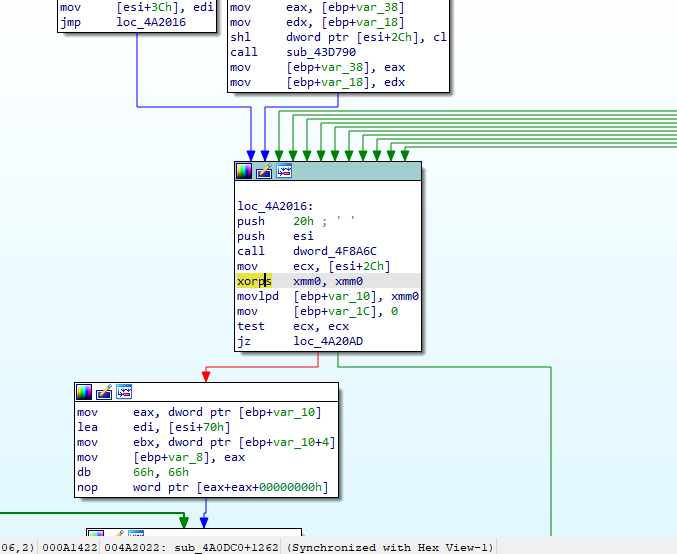 mov [esi+3Ch], edi
jmp loc_4A2016
mov eax, [ebp+var_38]
mov edx, [ebp+var_18]
shl dword ptr [esi+2Ch], cl
call sub_43D790
mov [ebp+var_38], eax
mov [ebp+var_18], edx
loc_4A2016:
push 20h ; ' '
push esi
call dword_4F8A6C
mov ecx, [esi+2Ch]
xorps xmm0, xmm0
movlpd [ebp+var_10], xmm0
mov [ebp+var_1C], 0
test ecx, ecx
jz loc_4A20AD
mov eax, dword ptr [ebp+var_10]
lea edi, [esi+70h]
mov ebx, dword ptr [ebp+var_10+4]
mov [ebp+var_8], eax
db 66h, 66h
nop word ptr [eax+eax+00000000h]
06,2) 000A1422 004A2022: sub_4A0DC0+1262 (Synchronized with Hex View-1)